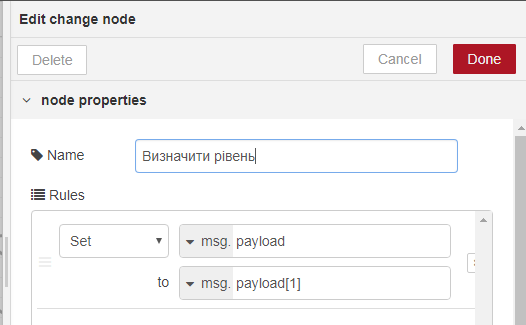 Edit change node
Delete Cancel Done
node properties
Name Визначити рівень
Rules
Set msg. payload
to msg. payload[1]